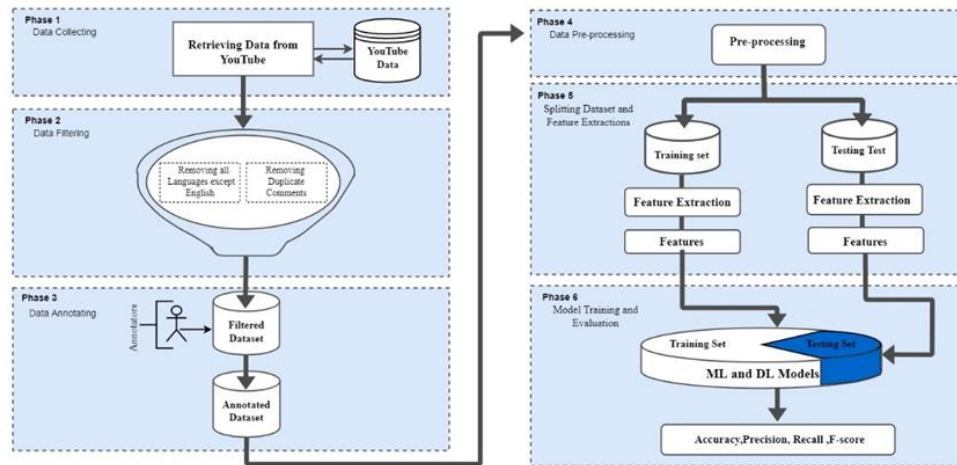 Phase 1
Data Collecting
Retrieving Data from
YouTube
YouTube
Data
Phase 2
Data Filtering
Removing all
Languages except
English
Removing
Duplicate
Comments
Phase 3
Data Annotating
Annotators
Filtered
Dataset
Annotated
Dataset
Phase 4
Data Pre-processing
Pre-processing
Phase 5
Splitting Dataset and
Feature Extractions
Training set
Testing Test
Feature Extraction
Feature Extraction
Features
Features
Phase 6
Model Training and
Evaluation
Training Set
Testing Set
ML and DL Models
Accuracy,Precision, Recall ,F-score